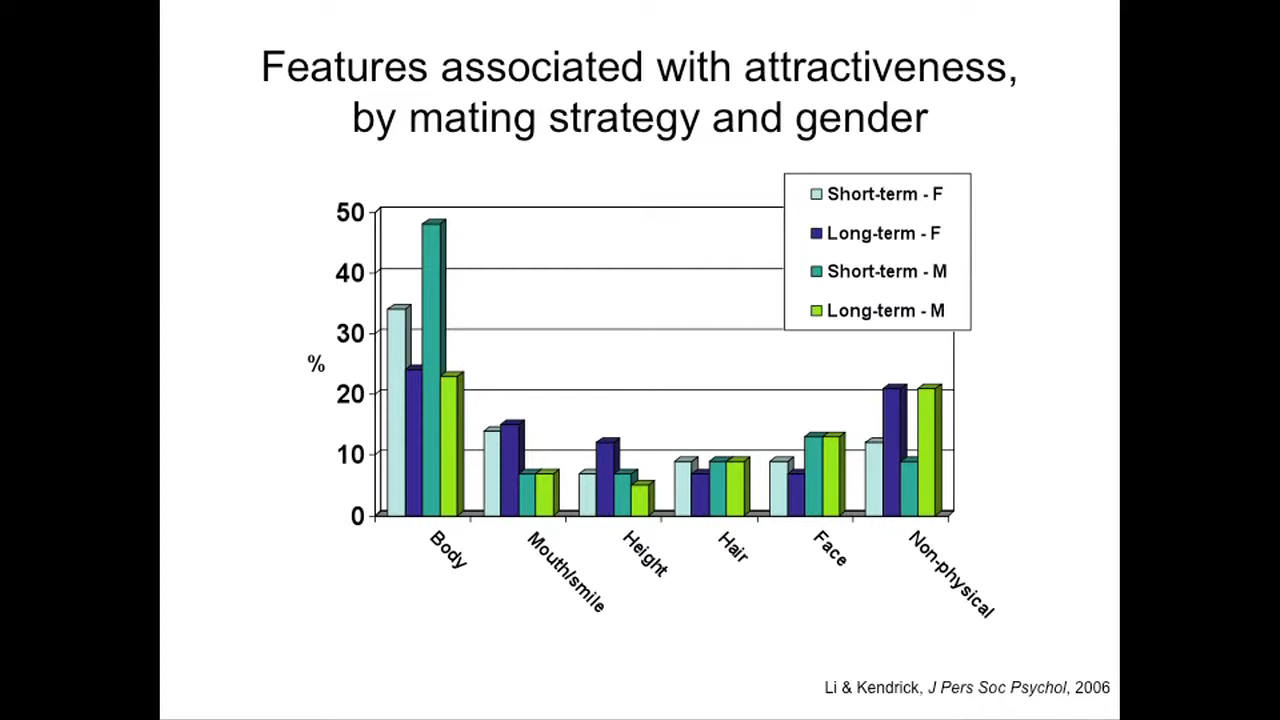 Features associated with attractiveness,
by mating strategy and gender
Short-term - F
Long-term - F
Short-term - M
Long-term - M
50
40
30
20
10
0
%
Body
Mouth/smile
Height
Hair
Face
Non-physical
Li & Kendrick, J Pers Soc Psychol, 2006